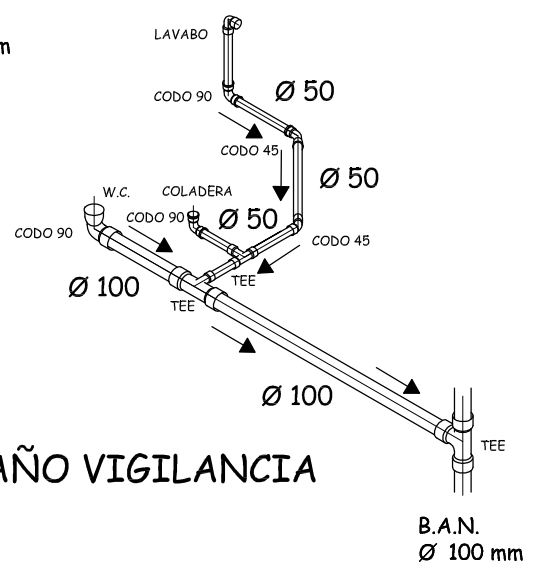 LAVABO
m
CODO 90
Ø 50
CODO 45
Ø 50
W.C.
COLADERA
CODO 90
Ø 50
CODO 90
CODO 45
Ø 100
TEE
TEE
Ø 100
TEE
AÑO VIGILANCIA
B.A.N.
Ø 100 mm